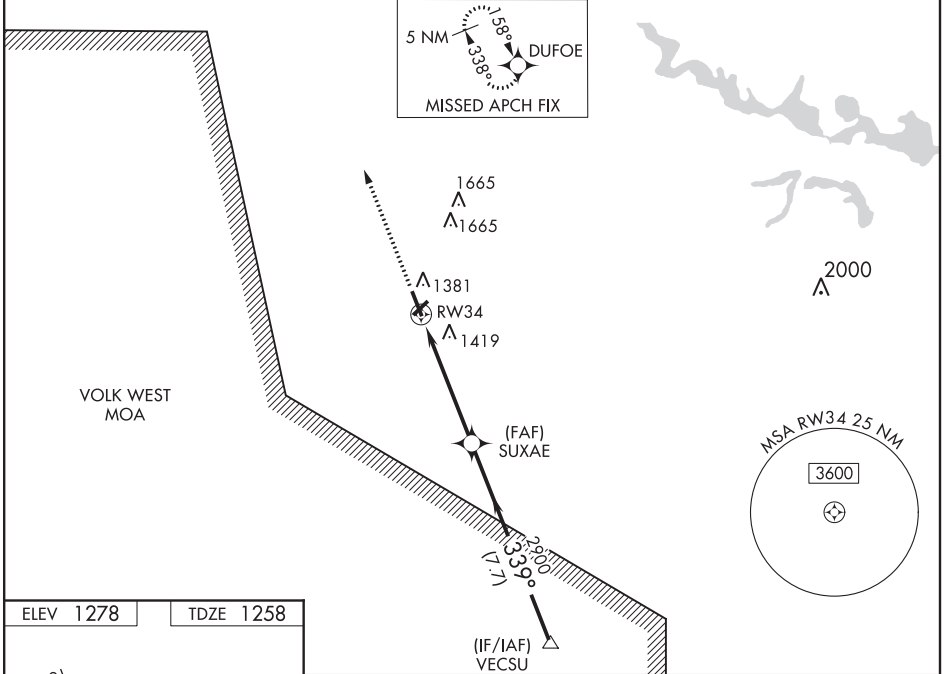 158°
5 NM
DUFOE
338°
MISSED APCH FIX
1665
1665
1381
2000
RW34
1419
VOLK WEST
MOA
(FAF)
SUXAE
MSA RW34 25 NM
3600
2900
339°
(7.7)
ELEV 1278
TDZE 1258
(IF/IAF)
VECSU